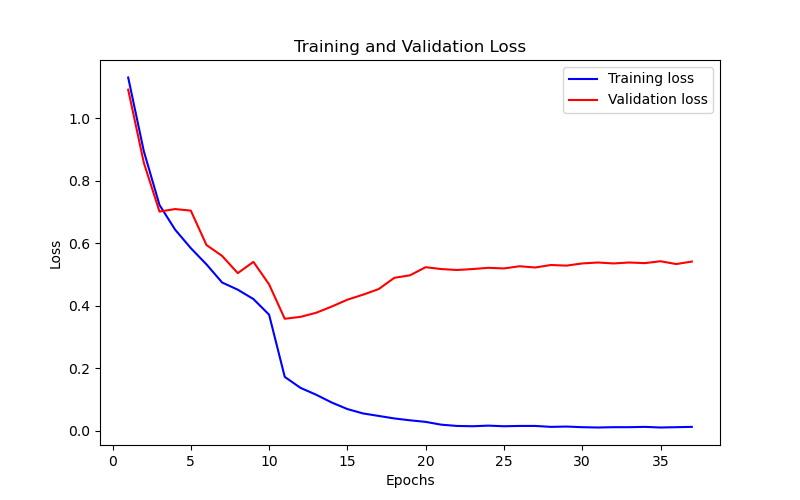 Training and Validation Loss
Training loss
Validation loss
1.0
0.8
0.6
0.4
0.2
0.0
Loss
0 5 10 15 20 25 30 35
Epochs